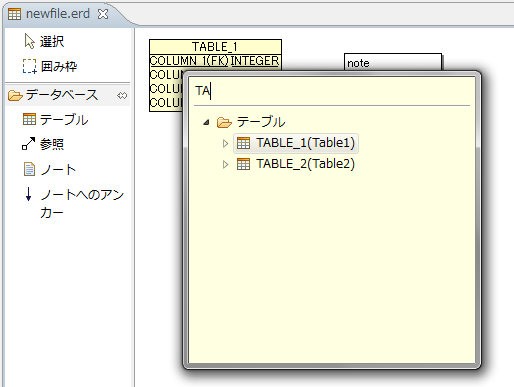 newfile.erd
選択
囲み枠
データベース
テーブル
参照
ノート
ノートへのアン
カー
TABLE_1
COLUMN_1(FK) INTEGER
COLU
COLU
COLU
note
TA
テーブル
TABLE_1(Table1)
TABLE_2(Table2)